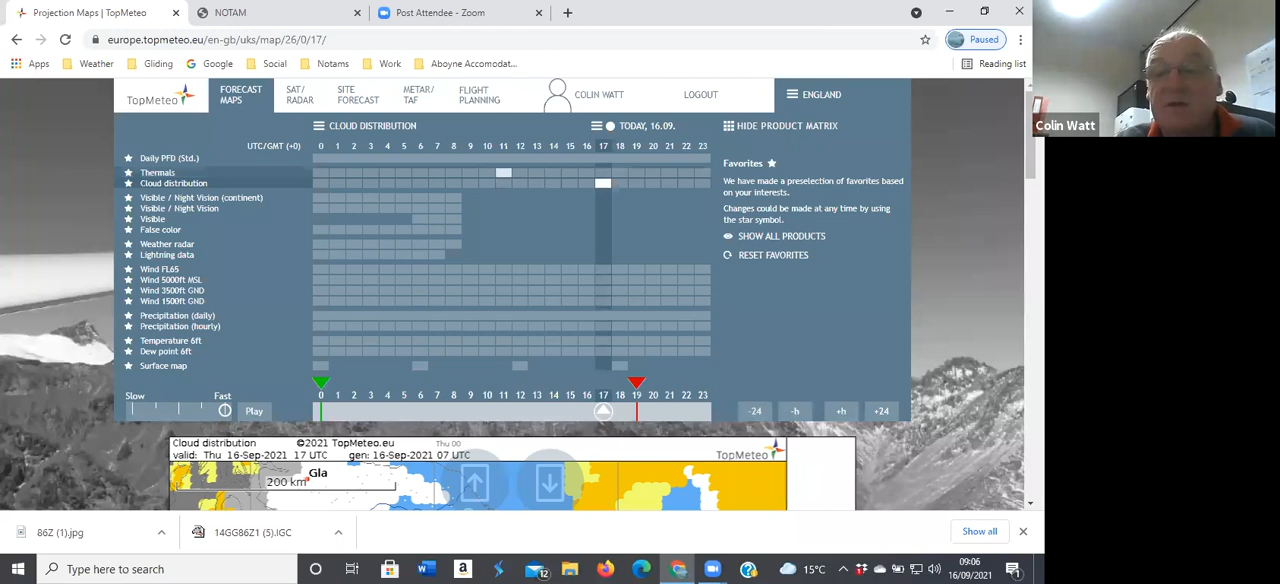 Projection Maps | TopMeteo
NOTAM
Post Attendee - Zoom
europe.topmeteo.eu/en-gb/uks/map/26/0/17/
Paused
Apps
Weather
Gliding
Google
Social
Notams
Work
Aboyne Accomodat...
Reading list
TopMeteo
FORECAST MAPS
SAT/ RADAR
SITE FORECAST
METAR/ TAF
FLIGHT PLANNING
COLIN WATT
LOGOUT
ENGLAND
Colin Watt
CLOUD DISTRIBUTION
TODAY, 16.09.
HIDE PRODUCT MATRIX
UTC/GMT (+0) 0 1 2 3 4 5 6 7 8 9 10 11 12 13 14 15 16 17 18 19 20 21 22 23
Daily PFD (Std.)
Thermals
Cloud distribution
Visible / Night Vision (continent)
Visible / Night Vision
Visible
False color
Weather radar
Lightning data
Wind FL65
Wind 5000ft MSL
Wind 3500ft GND
Wind 1500ft GND
Precipitation (daily)
Precipitation (hourly)
Temperature 6ft
Dew point 6ft
Surface map
Favorites
We have made a preselection of favorites based
on your interests.
Changes could be made at any time by using
the star symbol.
SHOW ALL PRODUCTS
RESET FAVORITES
Slow Fast
0 1 2 3 4 5 6 7 8 9 10 11 12 13 14 15 16 17 18 19 20 21 22 23
Play
-24 -h +h +24
Cloud distribution ©2021 TopMeteo.eu Thu 00
valid: Thu 16-Sep-2021 17 UTC gen: 16-Sep-2021 07 UTC
TopMeteo
Gla
200 km
86Z (1).jpg
14GG86Z1 (5).IGC
Show all
Type here to search
12
15°C
09:06
16/09/2021
1